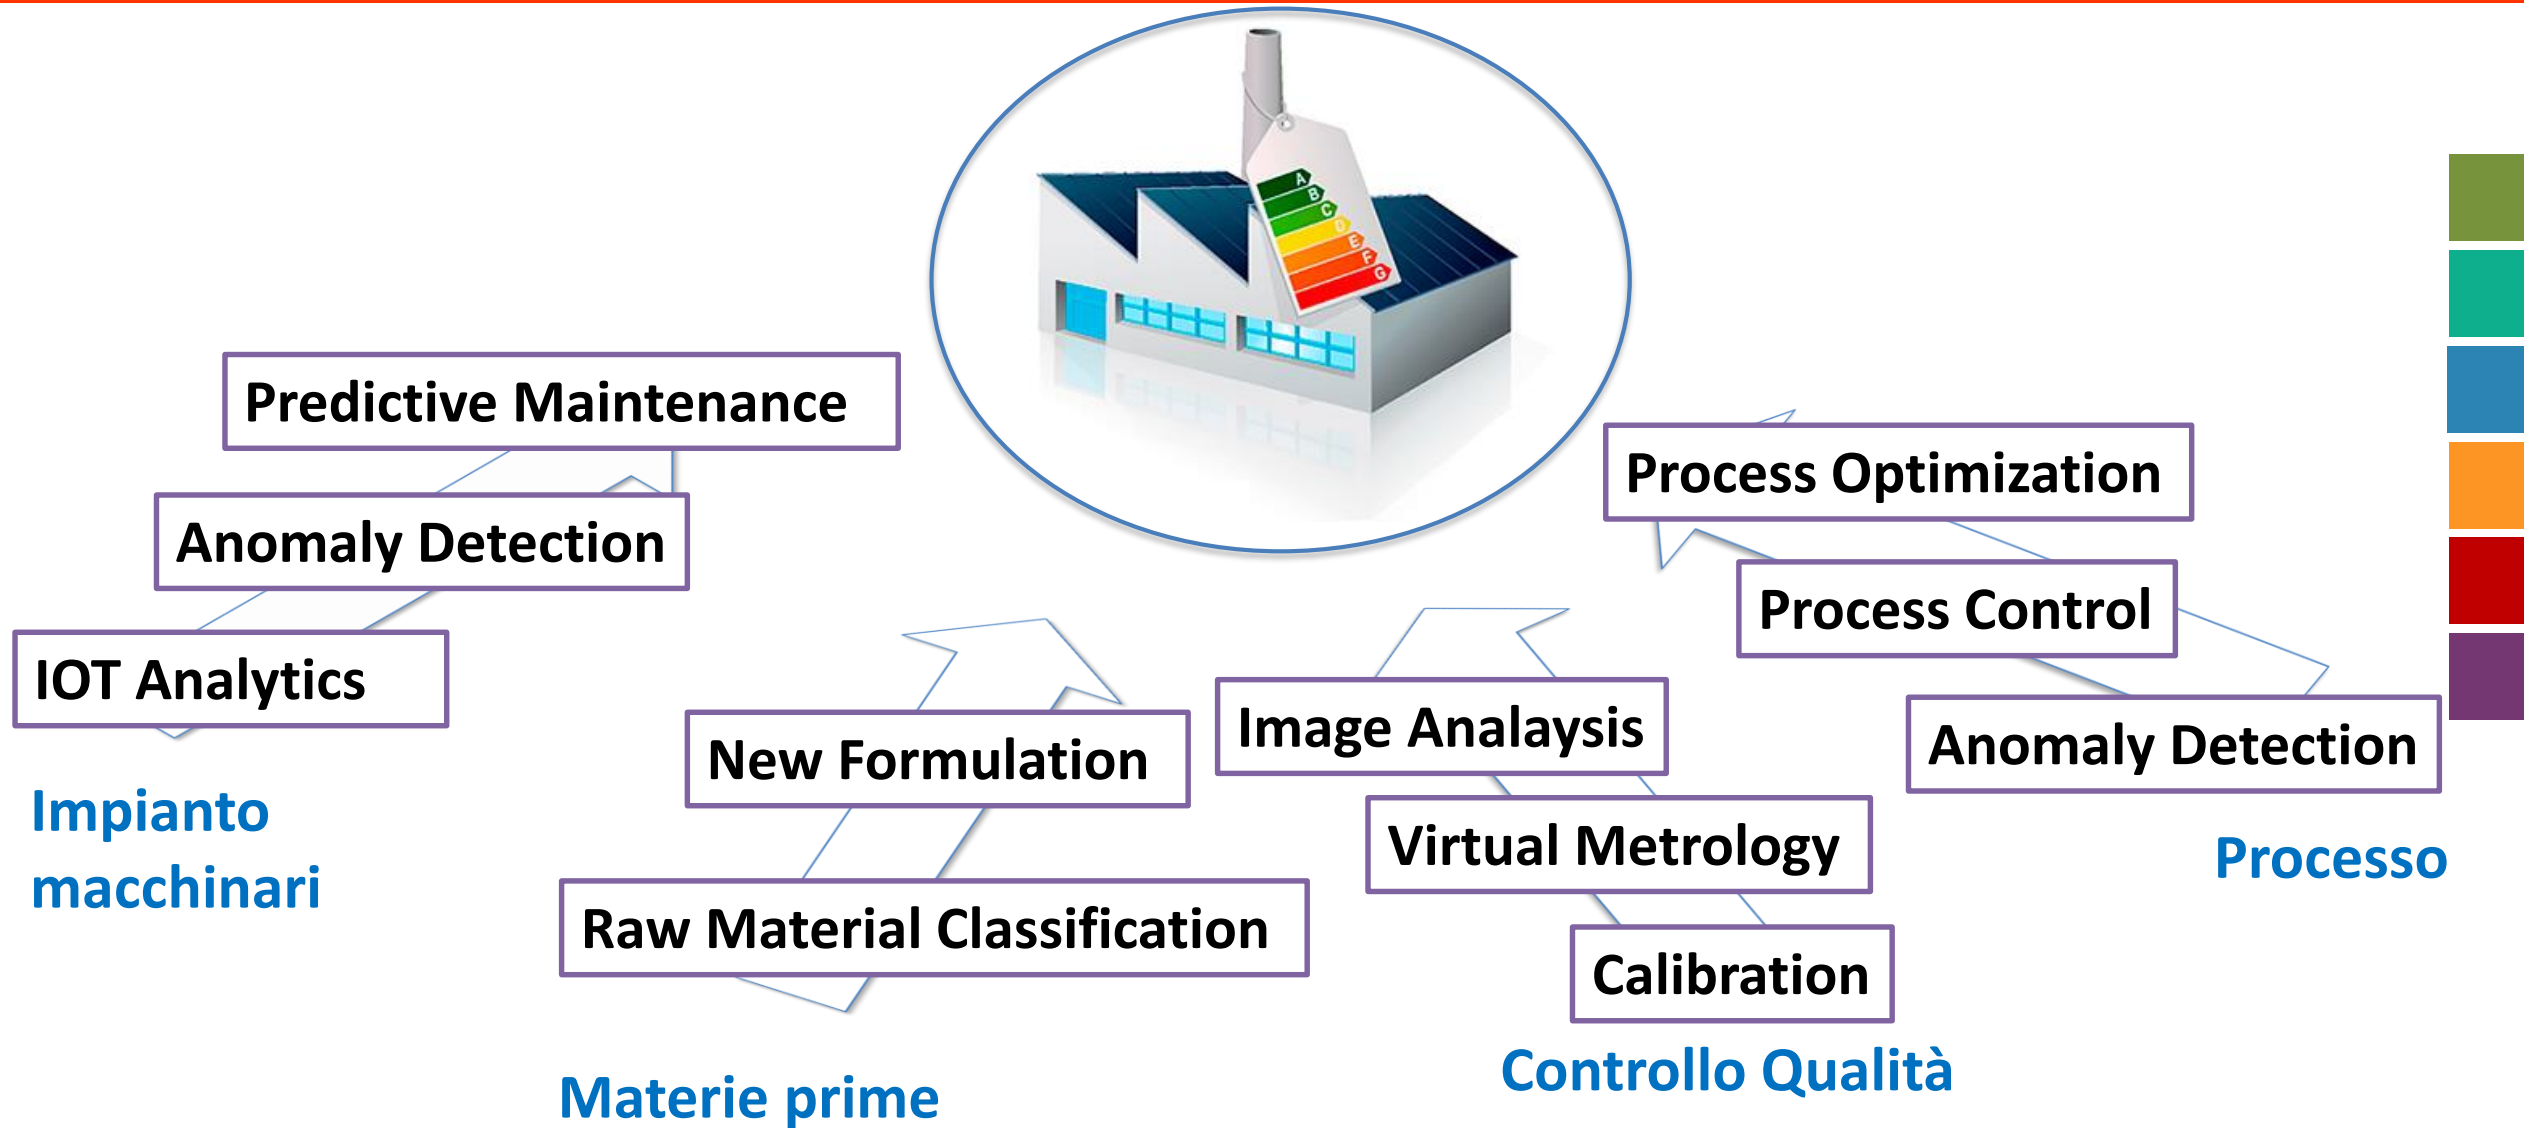 A
B
C
D
E
F
G
Predictive Maintenance
Anomaly Detection
IOT Analytics
Impianto
macchinari
New Formulation
Raw Material Classification
Materie prime
Image Analaysis
Virtual Metrology
Calibration
Controllo Qualità
Process Optimization
Process Control
Anomaly Detection
Processo